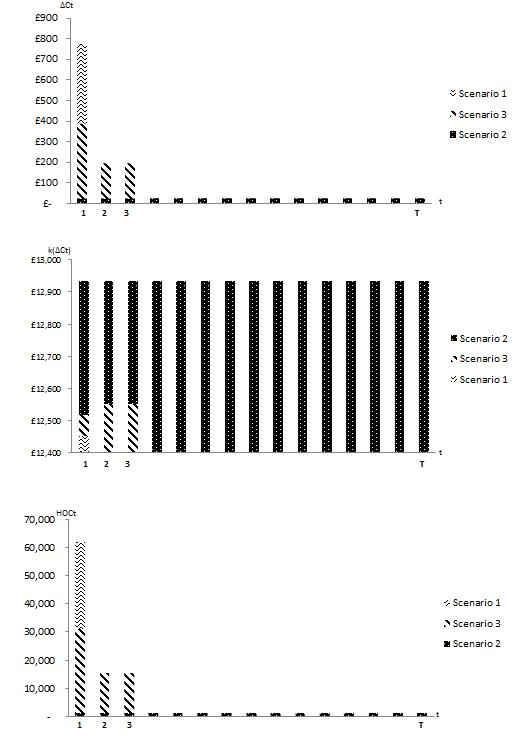 ΔCt
£900
£800
£700
£600
£500
£400
£300
£200
£100
£-
1 2 3 T
t
Scenario 1
Scenario 3
Scenario 2
k(ΔCt)
£13,000
£12,900
£12,800
£12,700
£12,600
£12,500
£12,400
1 2 3 T
t
Scenario 2
Scenario 3
Scenario 1
HOCt
70,000
60,000
50,000
40,000
30,000
20,000
10,000
-
1 2 3 T
t
Scenario 1
Scenario 3
Scenario 2